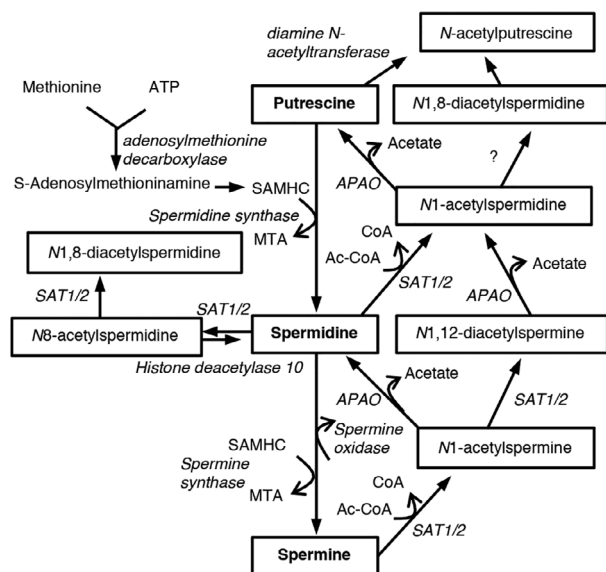 diamine N-
acetyltransferase
N-acetylputrescine
Methionine
ATP
Putrescine
N1,8-diacetylspermidine
adenosylmethionine
decarboxylase
Acetate
?
S-Adenosylmethioninamine
SAMHC
APAO
N1-acetylspermidine
Spermidine synthase
MTA
CoA
Ac-CoA
N1,8-diacetylspermidine
SAT1/2
APAO
Acetate
SAT1/2
SAT1/2
N8-acetylspermidine
Spermidine
N1,12-diacetylspermine
Histone deacetylase 10
APAO
Acetate
SAT1/2
SAMHC
Spermine
oxidase
N1-acetylspermine
Spermine
synthase
MTA
CoA
Ac-CoA
SAT1/2
Spermine